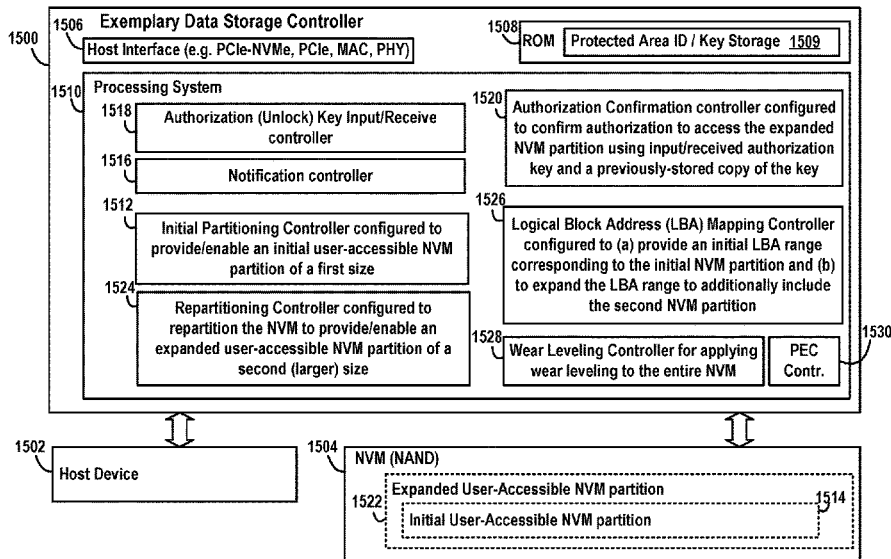 Exemplary Data Storage Controller
1500
1506
Host Interface (e.g. PCIe-NVMe, PCIe, MAC, PHY)
1508
ROM
Protected Area ID / Key Storage 1509
1510
Processing System
1518
Authorization (Unlock) Key Input/Receive
controller
1516
Notification controller
1512
Initial Partitioning Controller configured to
provide/enable an initial user-accessible NVM
partition of a first size
1524
Repartitioning Controller configured to
repartition the NVM to provide/enable an
expanded user-accessible NVM partition of a
second (larger) size
1520
Authorization Confirmation controller configured
to confirm authorization to access the expanded
NVM partition using input/received authorization
key and a previously-stored copy of the key
1526
Logical Block Address (LBA) Mapping Controller
configured to (a) provide an initial LBA range
corresponding to the initial NVM partition and (b)
to expand the LBA range to additionally include
the second NVM partition
1528
Wear Leveling Controller for applying
wear leveling to the entire NVM
1530
PEC
Contr.
1502
Host Device
1504
NVM (NAND)
Expanded User-Accessible NVM partition
1522
1514
Initial User-Accessible NVM partition